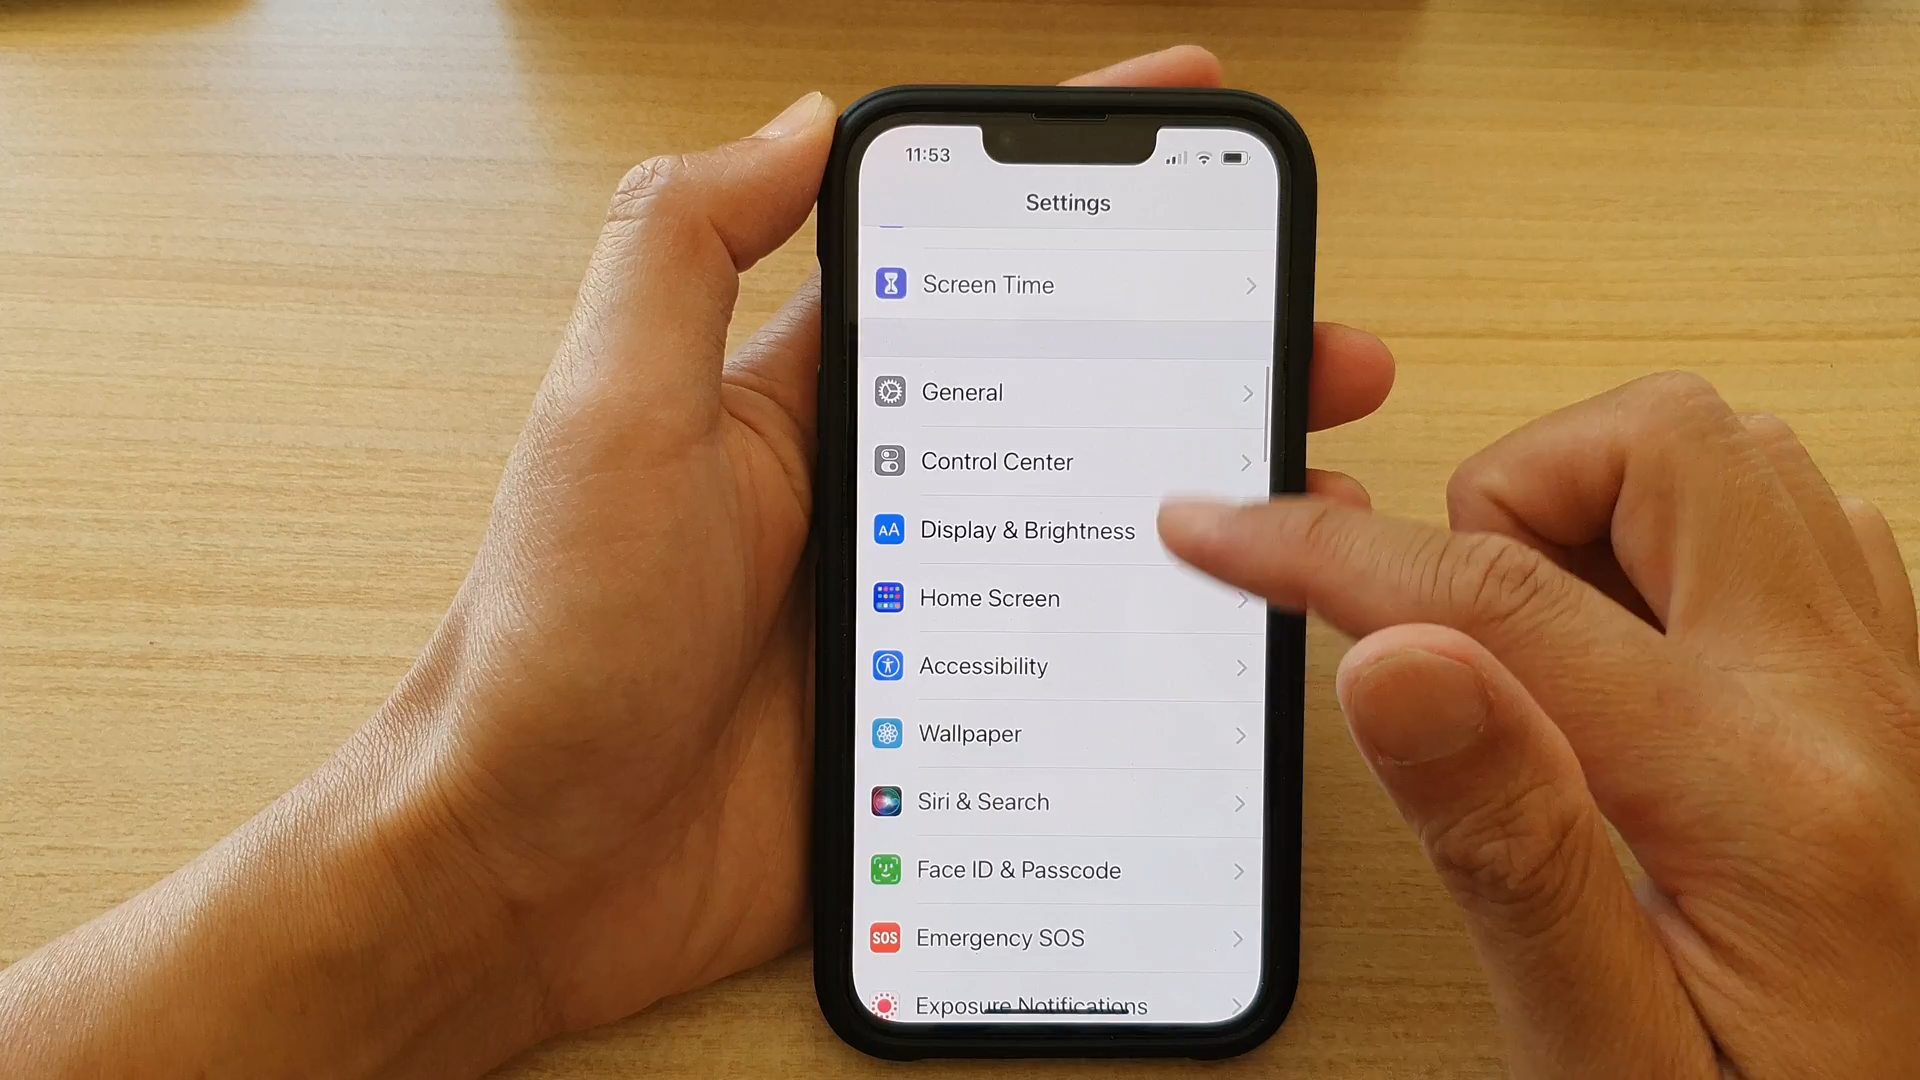 11:53
Settings
Screen Time
General
Control Center
AA Display & Brightness
Home Screen
Accessibility
Wallpaper
Siri & Search
Face ID & Passcode
SOS Emergency SOS
Exposure Notifications